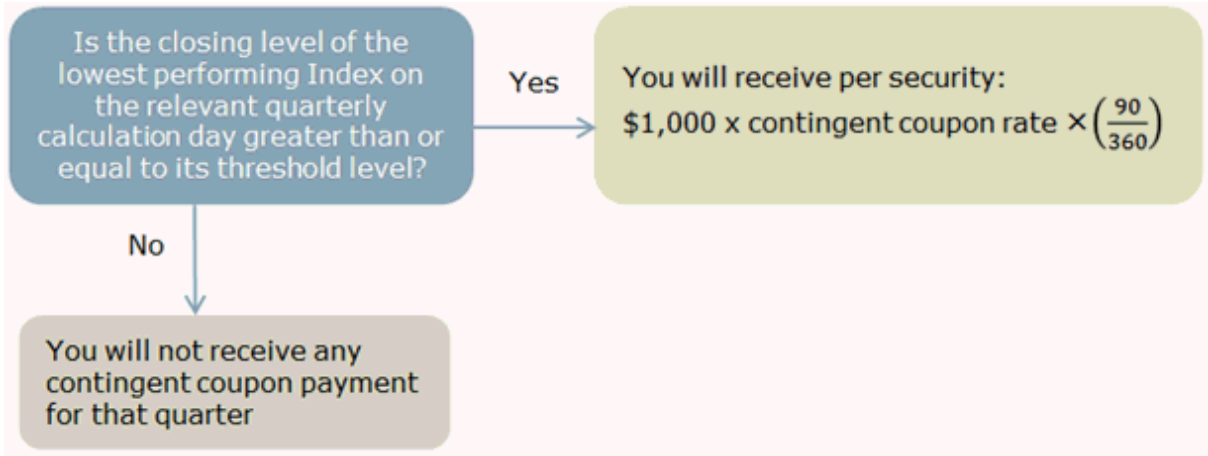 Is the closing level of the
lowest performing Index on
the relevant quarterly
calculation day greater than or
equal to its threshold level?
Yes
You will receive per security:
$1,000 x contingent coupon rate ×(90/360)
No
You will not receive any
contingent coupon payment
for that quarter